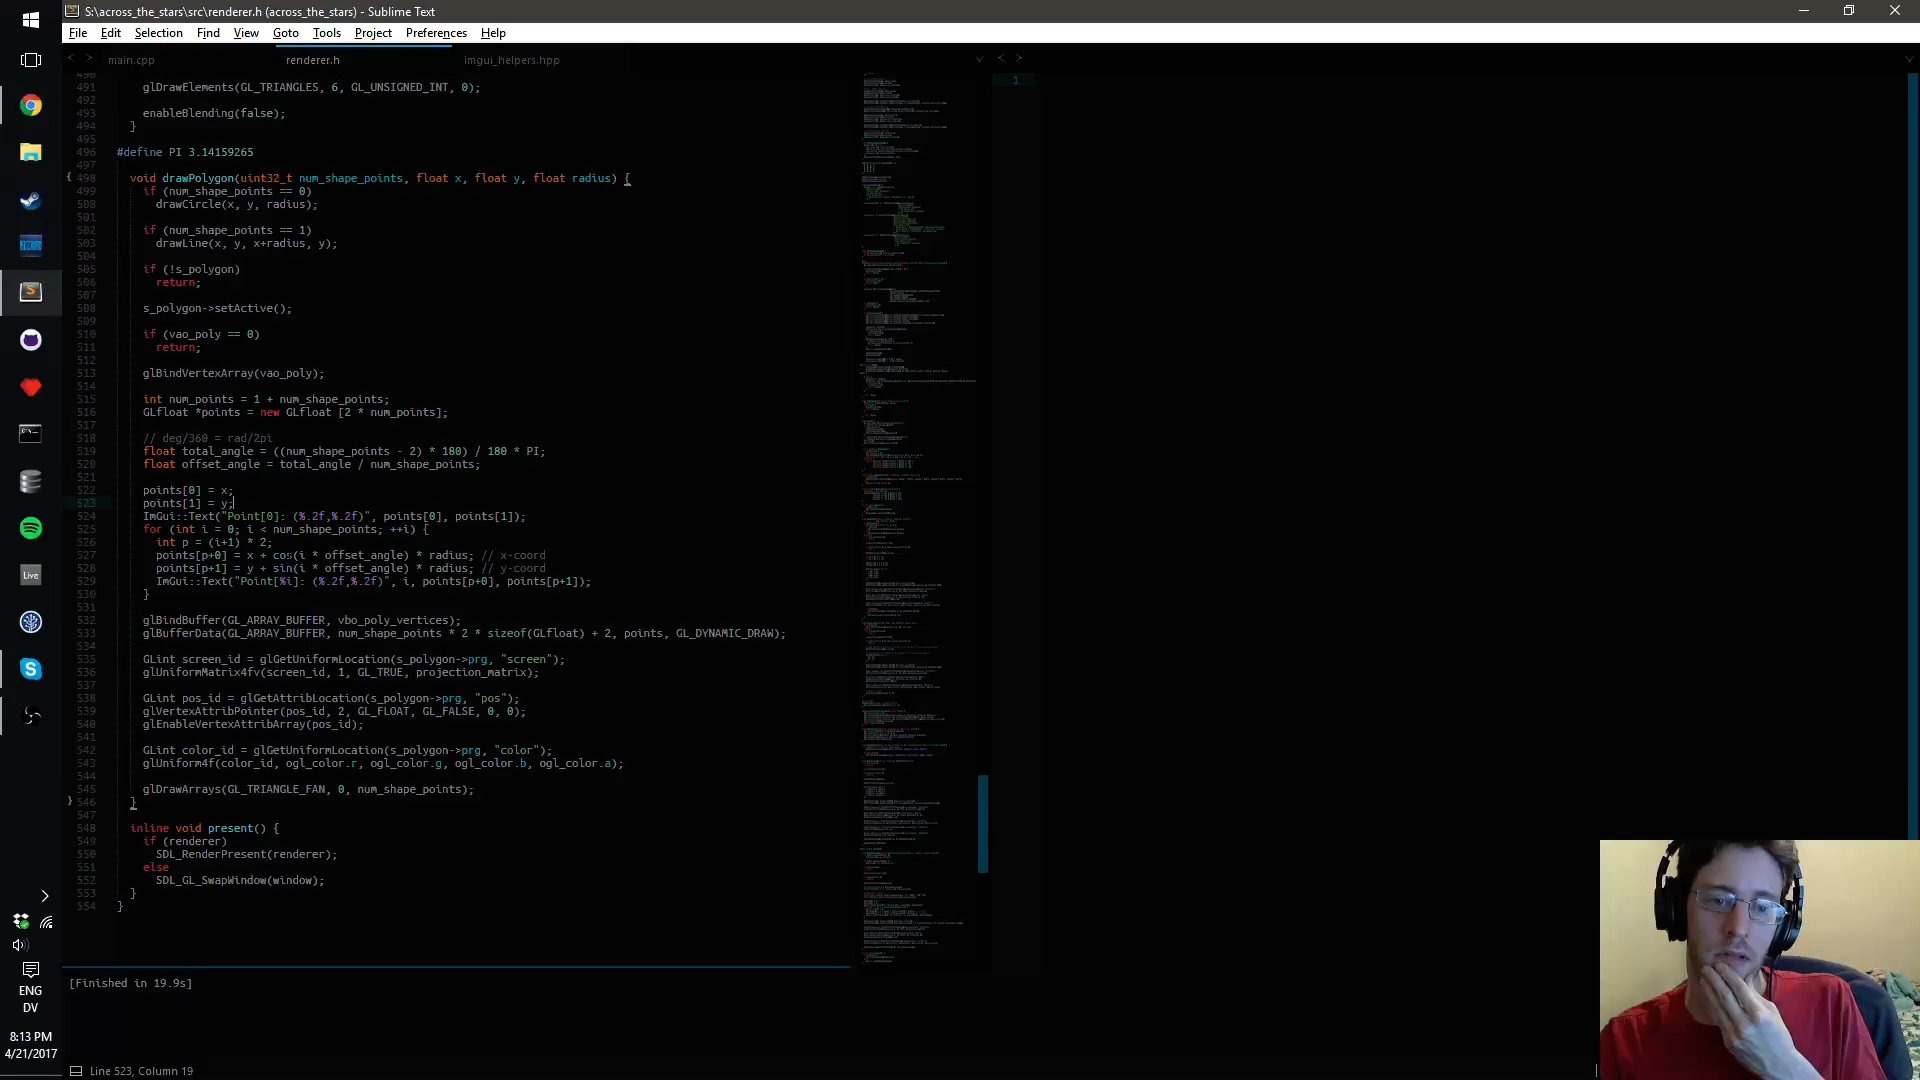 S:\across_the_stars\src\renderer.h (across_the_stars) - Sublime Text
File Edit Selection Find View Goto Tools Project Preferences Help
main.cpp renderer.h imgui_helpers.hpp
1
490
491 glDrawElements(GL_TRIANGLES, 6, GL_UNSIGNED_INT, 0);
492
493 enableBlending(false);
494 }
495
496 #define PI 3.14159265
497
498 void drawPolygon(uint32_t num_shape_points, float x, float y, float radius) {
499 if (num_shape_points == 0)
500 drawCircle(x, y, radius);
501
502 if (num_shape_points == 1)
503 drawLine(x, y, x+radius, y);
504
505 if (!s_polygon)
506 return;
507
508 s_polygon->setActive();
509
510 if (vao_poly == 0)
511 return;
512
513 glBindVertexArray(vao_poly);
514
515 int num_points = 1 + num_shape_points;
516 GLfloat *points = new GLfloat [2 * num_points];
517
518 // deg/360 = rad/2pi
519 float total_angle = ((num_shape_points - 2) * 180) / 180 * PI;
520 float offset_angle = total_angle / num_shape_points;
521
522 points[0] = x;
523 points[1] = y;
524 ImGui::Text("Point[0]: (%.2f,%.2f)", points[0], points[1]);
525 for (int i = 0; i < num_shape_points; ++i) {
526 int p = (i+1) * 2;
527 points[p+0] = x + cos(i * offset_angle) * radius; // x-coord
528 points[p+1] = y + sin(i * offset_angle) * radius; // y-coord
529 ImGui::Text("Point[%i]: (%.2f,%.2f)", i, points[p+0], points[p+1]);
530 }
531
532 glBindBuffer(GL_ARRAY_BUFFER, vbo_poly_vertices);
533 glBufferData(GL_ARRAY_BUFFER, num_shape_points * 2 * sizeof(GLfloat) + 2, points, GL_DYNAMIC_DRAW);
534
535 GLint screen_id = glGetUniformLocation(s_polygon->prg, "screen");
536 glUniformMatrix4fv(screen_id, 1, GL_TRUE, projection_matrix);
537
538 GLint pos_id = glGetAttribLocation(s_polygon->prg, "pos");
539 glVertexAttribPointer(pos_id, 2, GL_FLOAT, GL_FALSE, 0, 0);
540 glEnableVertexAttribArray(pos_id);
541
542 GLint color_id = glGetUniformLocation(s_polygon->prg, "color");
543 glUniform4f(color_id, ogl_color.r, ogl_color.g, ogl_color.b, ogl_color.a);
544
545 glDrawArrays(GL_TRIANGLE_FAN, 0, num_shape_points);
546 }
547
548 inline void present() {
549 if (renderer)
550 SDL_RenderPresent(renderer);
551 else
552 SDL_GL_SwapWindow(window);
553 }
554 }
[Finished in 19.9s]
Live
ENG
DV
8:13 PM
4/21/2017
Line 523, Column 19